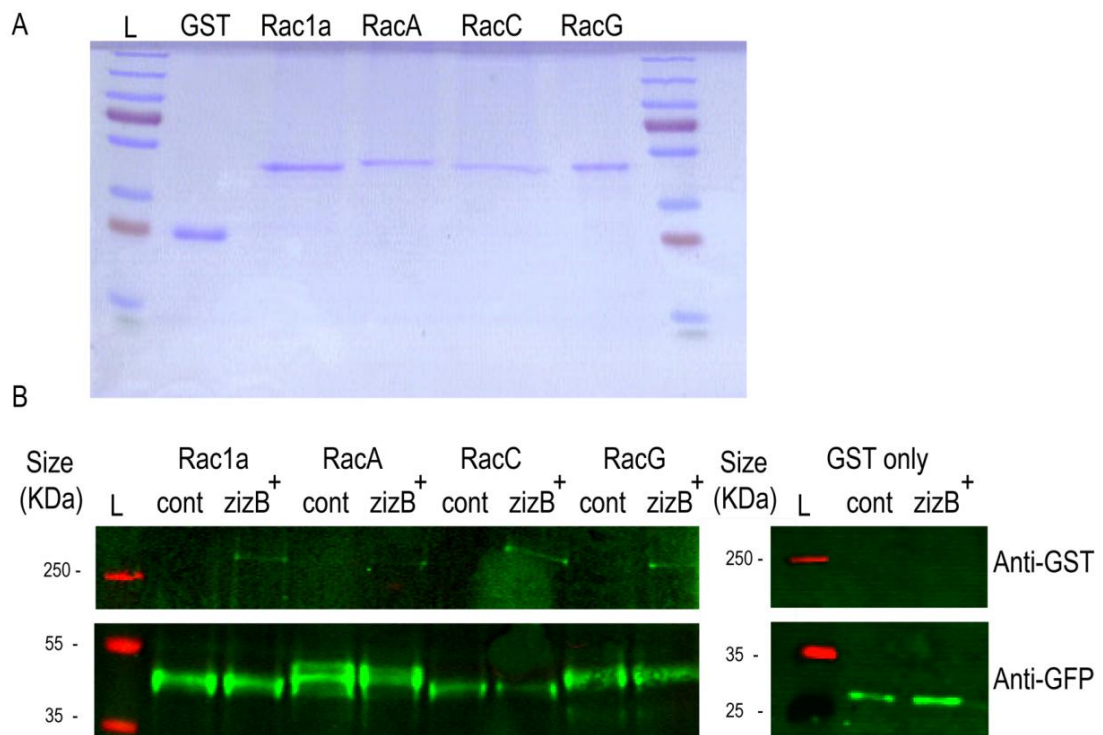 A
L GST Rac1a RacA RacC RacG
B
Size (KDa) L Rac1a RacA RacC RacG Size (KDa) L GST only
cont zizB+ cont zizB+ cont zizB+ cont zizB+ cont zizB+
250 - 250 - Anti-GST
55 - 35 - Anti-GFP
35 - 25 -